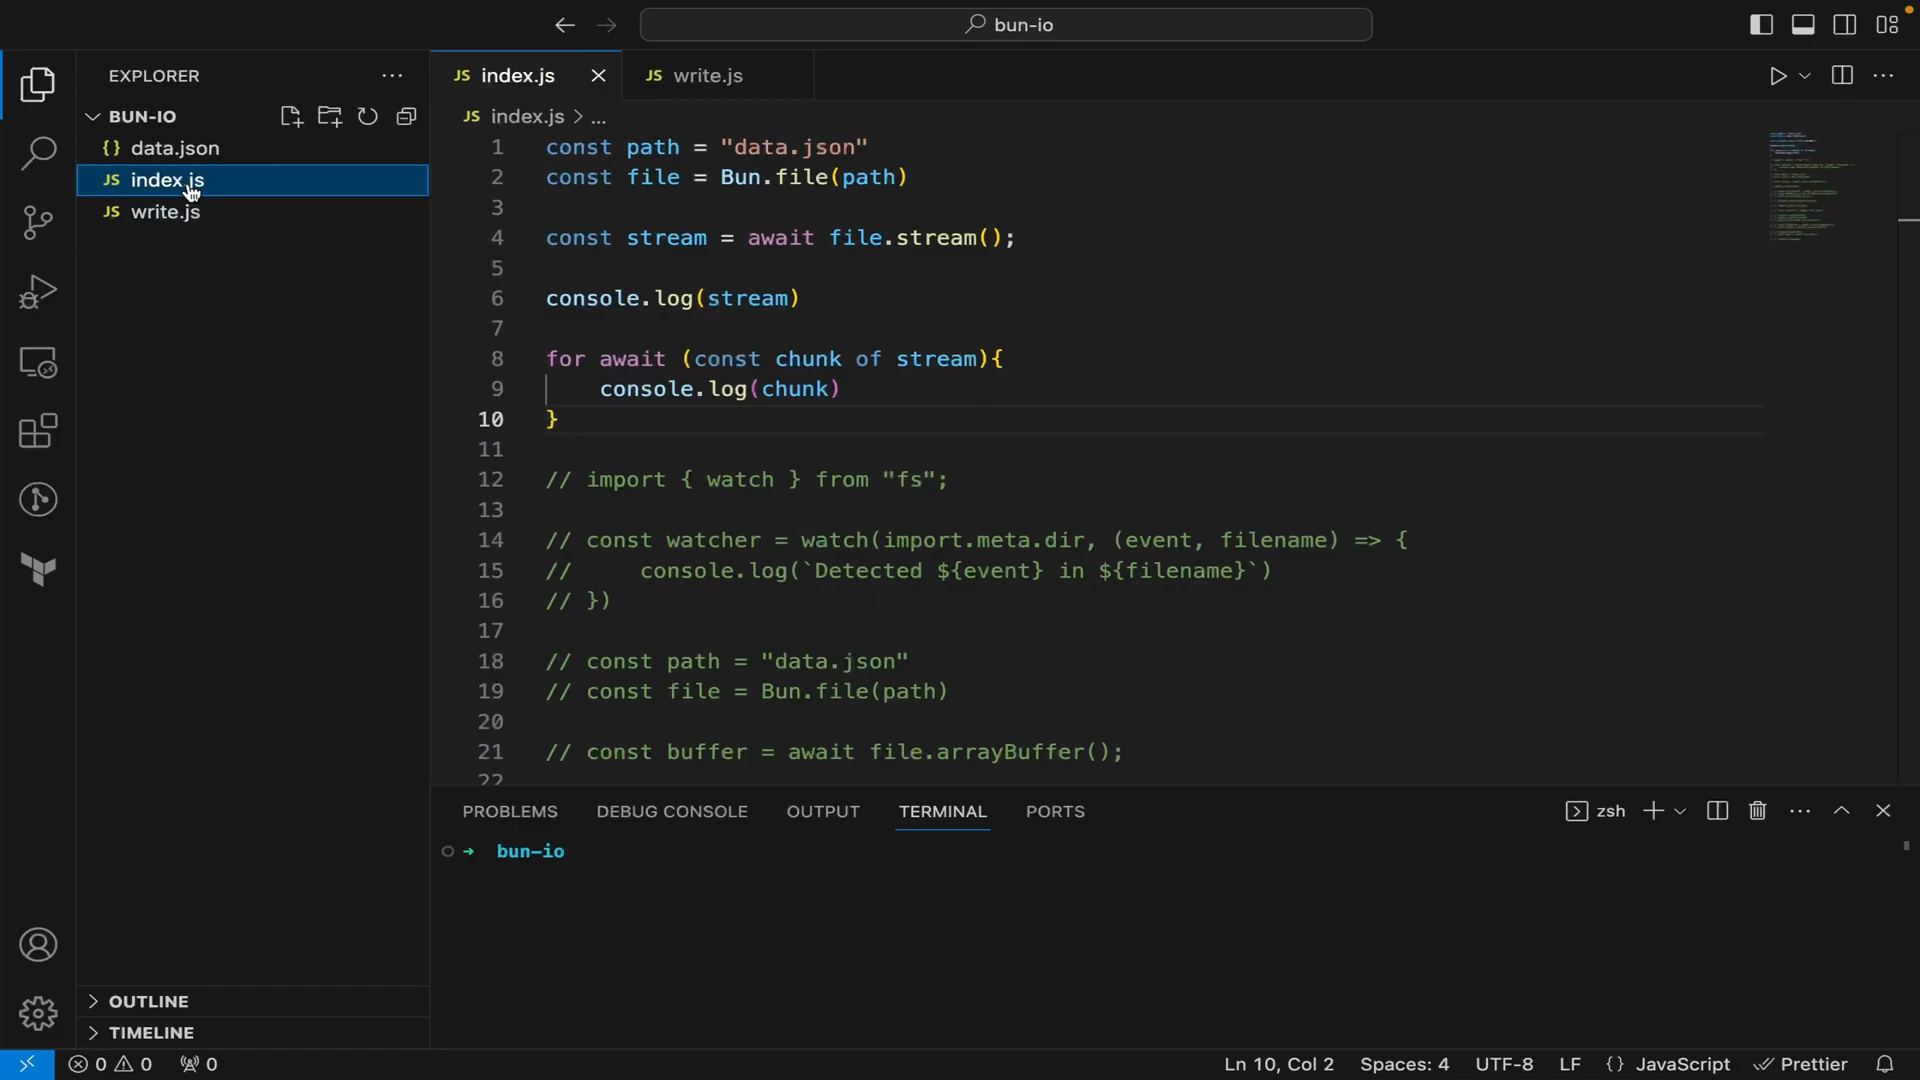 bun-io
EXPLORER
BUN-IO
data.json
JS index.js
JS write.js
OUTLINE
TIMELINE
JS index.js
JS write.js
JS index.js > ...
1 const path = "data.json"
2 const file = Bun.file(path)
3
4 const stream = await file.stream();
5
6 console.log(stream)
7
8 for await (const chunk of stream){
9 console.log(chunk)
10 }
11
12 // import { watch } from "fs";
13
14 // const watcher = watch(import.meta.dir, (event, filename) => {
15 // console.log(`Detected ${event} in ${filename}`)
16 // })
17
18 // const path = "data.json"
19 // const file = Bun.file(path)
20
21 // const buffer = await file.arrayBuffer();
22
PROBLEMS DEBUG CONSOLE OUTPUT TERMINAL PORTS
zsh
➜ bun-io
0 0 0
Ln 10, Col 2 Spaces: 4 UTF-8 LF {} JavaScript Prettier